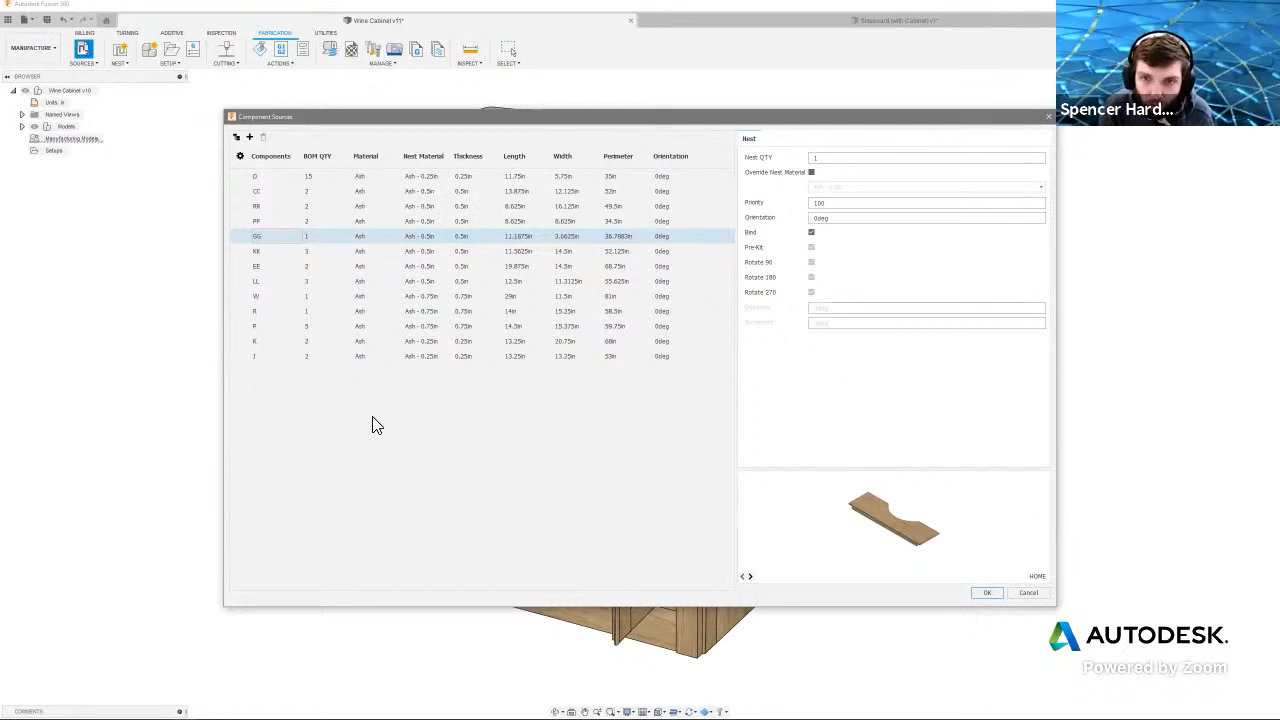 Autodesk Fusion 360
Wine Cabinet v11*
Sideboard (with Cabinet) v1*
MILLING TURNING ADDITIVE INSPECTION FABRICATION UTILITIES
MANUFACTURE
SOURCES NEST SETUP CUTTING ACTIONS MANAGE INSPECT SELECT
BROWSER
Wine Cabinet v10
Units: in
Named Views
Models
Manufacturing Models
Setups
Spencer Hard...
Component Sources
Components BOM QTY Material Nest Material Thickness Length Width Perimeter Orientation
D 15 Ash Ash - 0.25in 0.25in 11.75in 5.75in 35in 0deg
CC 2 Ash Ash - 0.5in 0.5in 13.875in 12.125in 52in 0deg
RR 2 Ash Ash - 0.5in 0.5in 8.625in 16.125in 49.5in 0deg
PP 2 Ash Ash - 0.5in 0.5in 8.625in 8.625in 34.5in 0deg
GG 1 Ash Ash - 0.5in 0.5in 11.1875in 3.0625in 36.7883in 0deg
KK 3 Ash Ash - 0.5in 0.5in 11.5625in 14.5in 52.125in 0deg
EE 2 Ash Ash - 0.5in 0.5in 19.875in 14.5in 68.75in 0deg
LL 3 Ash Ash - 0.5in 0.5in 12.5in 11.3125in 55.625in 0deg
W 1 Ash Ash - 0.75in 0.75in 29in 11.5in 81in 0deg
R 1 Ash Ash - 0.75in 0.75in 14in 15.25in 58.5in 0deg
P 5 Ash Ash - 0.75in 0.75in 14.5in 15.375in 59.75in 0deg
K 2 Ash Ash - 0.25in 0.25in 13.25in 20.75in 68in 0deg
J 2 Ash Ash - 0.25in 0.25in 13.25in 13.25in 53in 0deg
Nest
Nest QTY 1
Override Nest Material
Priority 100
Orientation 0deg
Bind
Pre-Kit
Rotate 90
Rotate 180
Rotate 270
HOME
OK Cancel
AUTODESK.
Powered by Zoom
COMMENTS